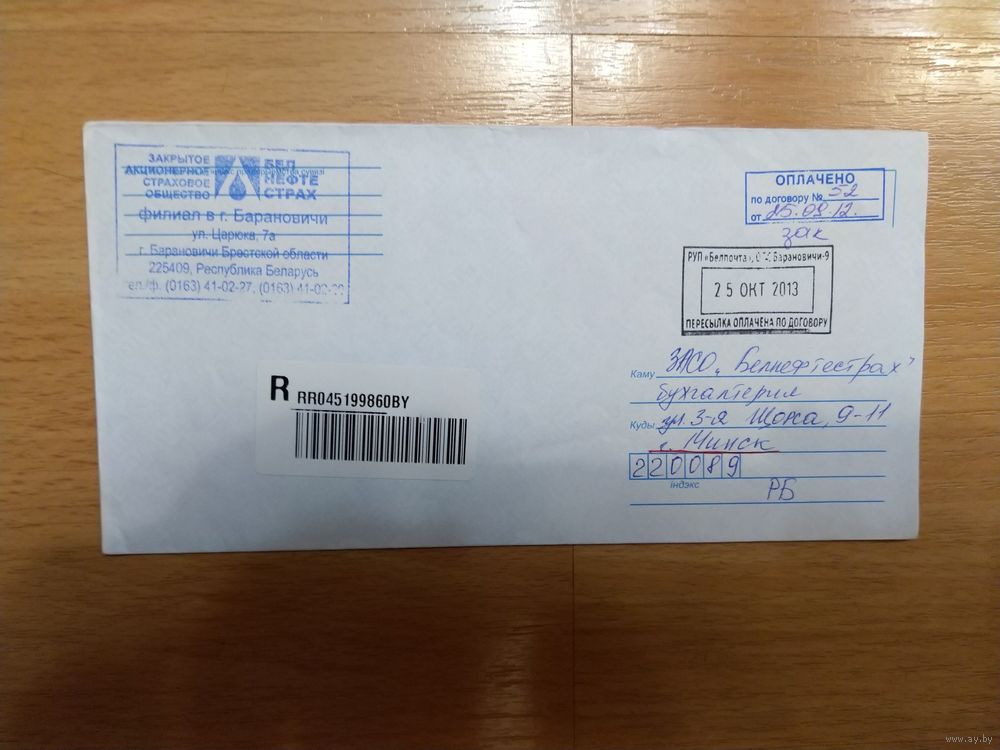 ЗАКРЫТОЕ
АКЦИОНЕРНОЕ
СТРАХОВОЕ
ОБЩЕСТВО
БЕЛ
НЕФТЕ
СТРАХ
филиал в г. Барановичи
ул. Царюка, 7а
г. Барановичи Брестской области
225409, Республика Беларусь
тел./ф. (0163) 41-02-27, (0163) 41-02-
ОПЛАЧЕНО
по договору № 52
от 25.09.12.
зак
РУП «Белпочта», Барановичи-9
25 ОКТ 2013
ПЕРЕСЫЛКА ОПЛАЧЕНА ПО ДОГОВОРУ
R RR045199860BY
Каму ЗАСО „Белнефтестрах"
бухгалтерия
Куды ул. 3-я Щорса, 9-11
г. Минск
220089
індэкс РБ
www.ay.by